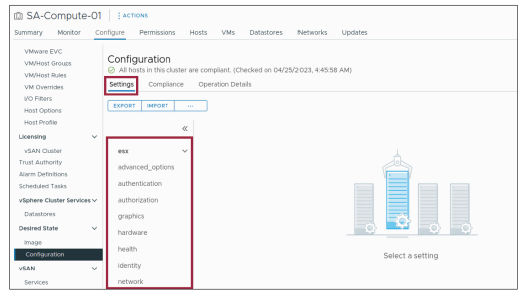 SA-Compute-01
ACTIONS
Summary Monitor Configure Permissions Hosts VMs Datastores Networks Updates
VMware EVC
VM/Host Groups
VM/Host Rules
VM Overrides
I/O Filters
Host Options
Host Profile
Licensing
vSAN Cluster
Trust Authority
Alarm Definitions
Scheduled Tasks
vSphere Cluster Services
Datastores
Desired State
Image
Configuration
vSAN
Services
Configuration
All hosts in this cluster are compliant. (Checked on 04/25/2023, 4:45:58 AM)
Settings Compliance Operation Details
EXPORT IMPORT ...
esx
advanced_options
authentication
authorization
graphics
hardware
health
identity
network
Select a setting